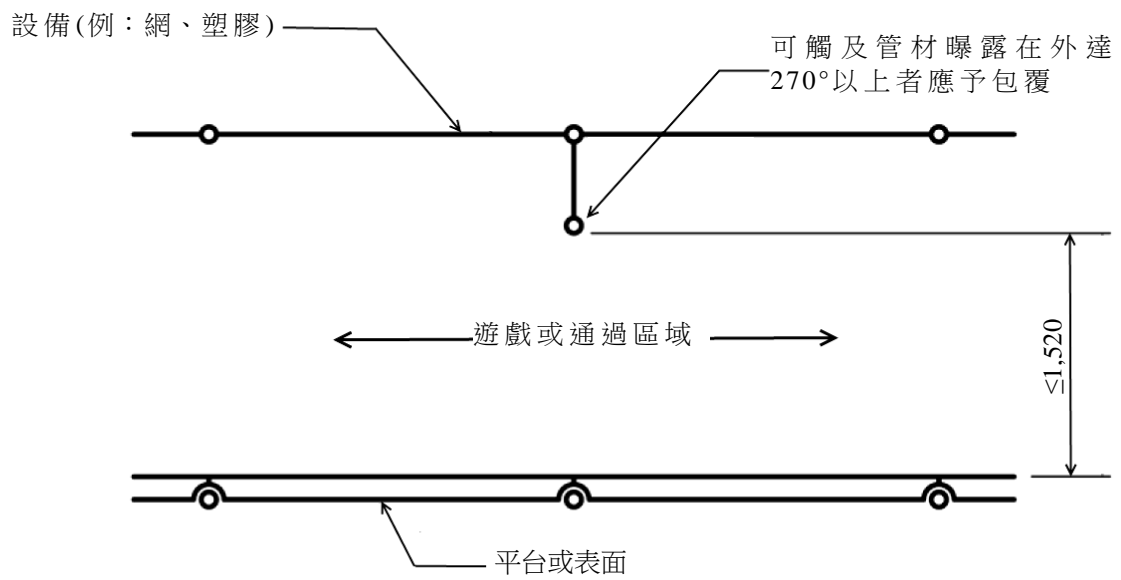 設備(例：網、塑膠)
可觸及管材曝露在外達
270°以上者應予包覆
遊戲或通過區域
≤1,520
平台或表面